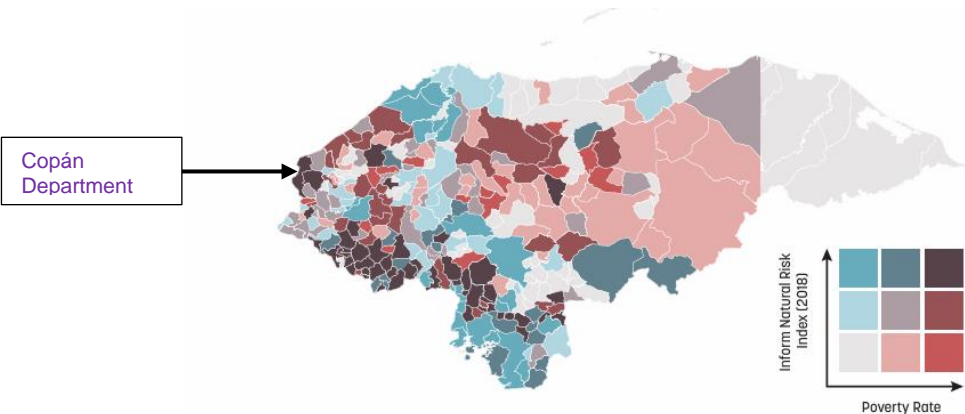 Copán
Department
Inform Natural Risk
Index (2018)
Poverty Rate